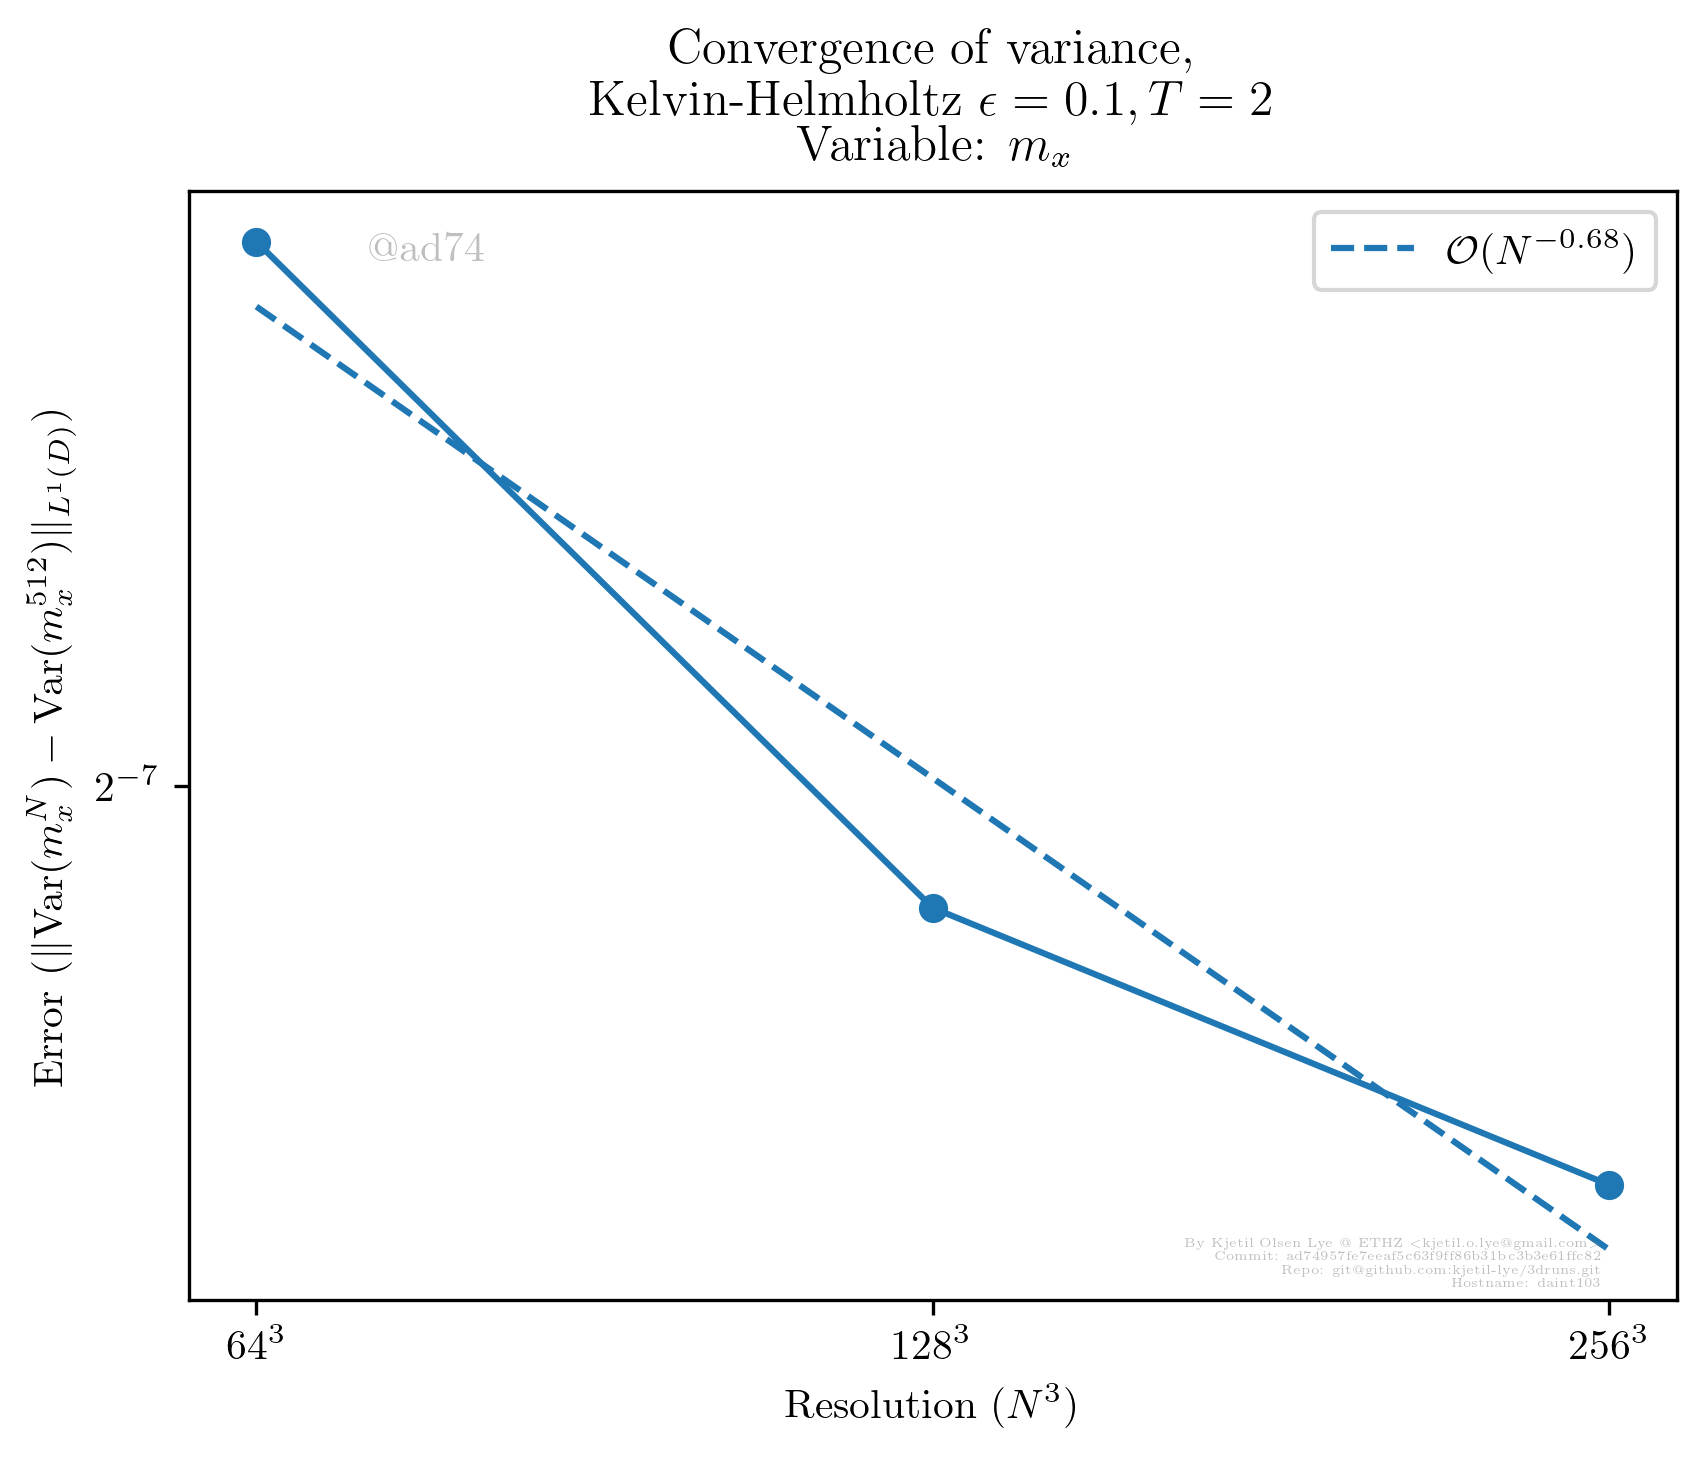 Convergence of variance,
Kelvin-Helmholtz ϵ = 0.1, T = 2
Variable: m_x
@ad74
𝒪(N^{-0.68})
Error (||Var(m_x^N) − Var(m_x^{512})||_{L^1(D)})
2^{-7}
By Kjetil Olsen Lye @ ETHZ <kjetil.o.lye@gmail.com>
Commit: ad74957fe7eeaf5c63f9ff86b31bc3b3e61ffc82
Repo: git@github.com:kjetil-lye/3druns.git
Hostname: daint103
64^3
128^3
256^3
Resolution (N^3)